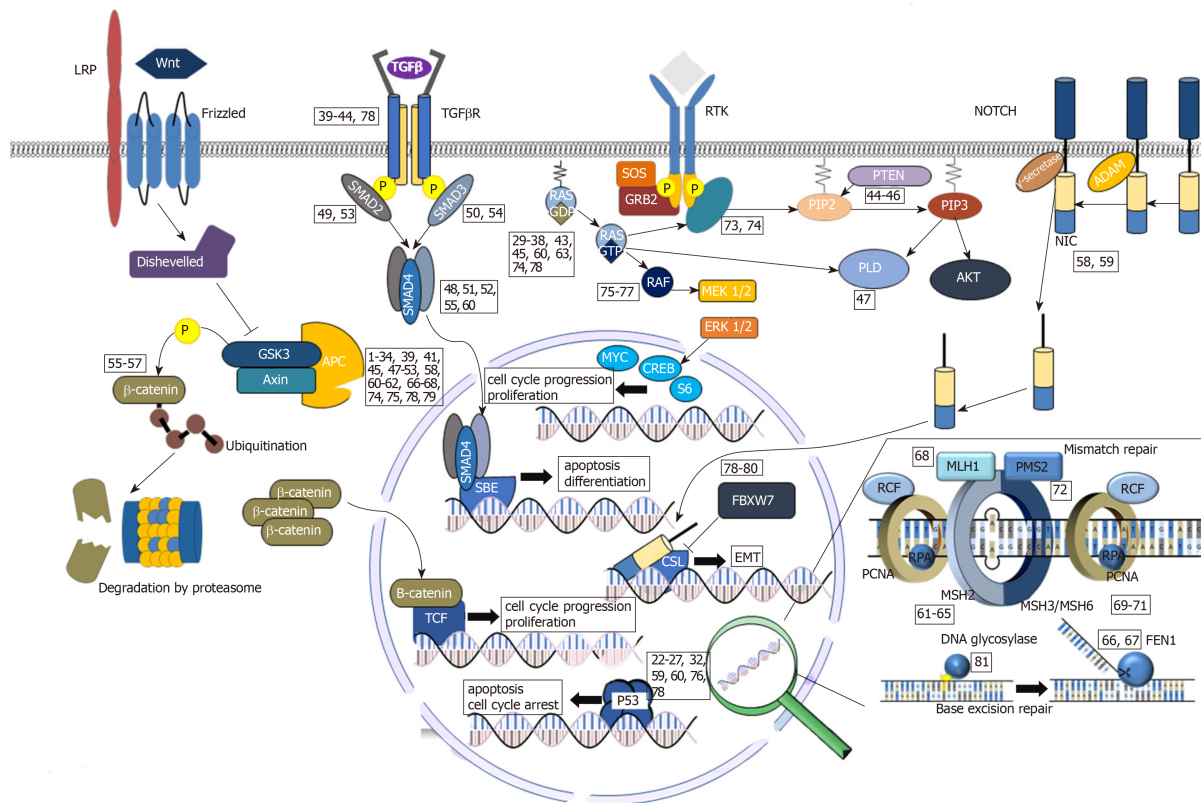 LRP
Wnt
Frizzled
TGFβ
39-44, 78
TGFβR
RTK
NOTCH
P
P
SMAD2
SMAD3
49, 53
50, 54
SMAD4
48, 51, 52,
55, 60
RAS
GDP
SOS
GRB2
P
P
29-38, 43,
45, 60, 63,
74, 78
RAS
GTP
73, 74
75-77
RAF
MEK 1/2
ERK 1/2
PIP2
PTEN
44-46
PIP3
PLD
47
AKT
γ-secretase
ADAM
NIC
58, 59
Dishevelled
P
GSK3
Axin
APC
1-34, 39, 41,
45, 47-53, 58,
60-62, 66-68,
74, 75, 78, 79
55-57
β-catenin
Ubiquitination
Degradation by proteasome
β-catenin
β-catenin
β-catenin
MYC
CREB
S6
cell cycle progression
proliferation
SMAD4
SBE
apoptosis
differentiation
78-80
FBXW7
CSL
EMT
B-catenin
TCF
cell cycle progression
proliferation
22-27, 32,
59, 60, 76,
78
apoptosis
cell cycle arrest
P53
Mismatch repair
68
MLH1
PMS2
72
RCF
RCF
RPA
RPA
PCNA
PCNA
MSH2
MSH3/MSH6
61-65
69-71
DNA glycosylase
81
66, 67
FEN1
Base excision repair